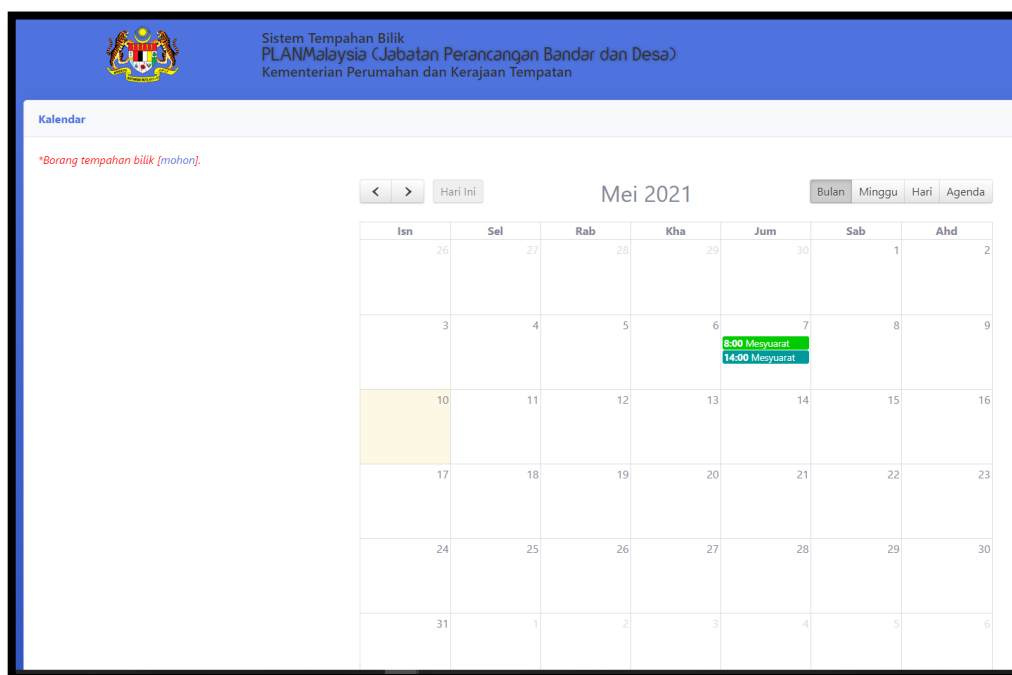 Sistem Tempahan Bilik
PLANMalaysia (Jabatan Perancangan Bandar dan Desa)
Kementerian Perumahan dan Kerajaan Tempatan
Kalendar
*Borang tempahan bilik [mohon].
Hari Ini
Mei 2021
Bulan Minggu Hari Agenda
Isn Sel Rab Kha Jum Sab Ahd
26 27 28 29 30 1 2
3 4 5 6 7 8 9
8:00 Mesyuarat
14:00 Mesyuarat
10 11 12 13 14 15 16
17 18 19 20 21 22 23
24 25 26 27 28 29 30
31 1 2 3 4 5 6